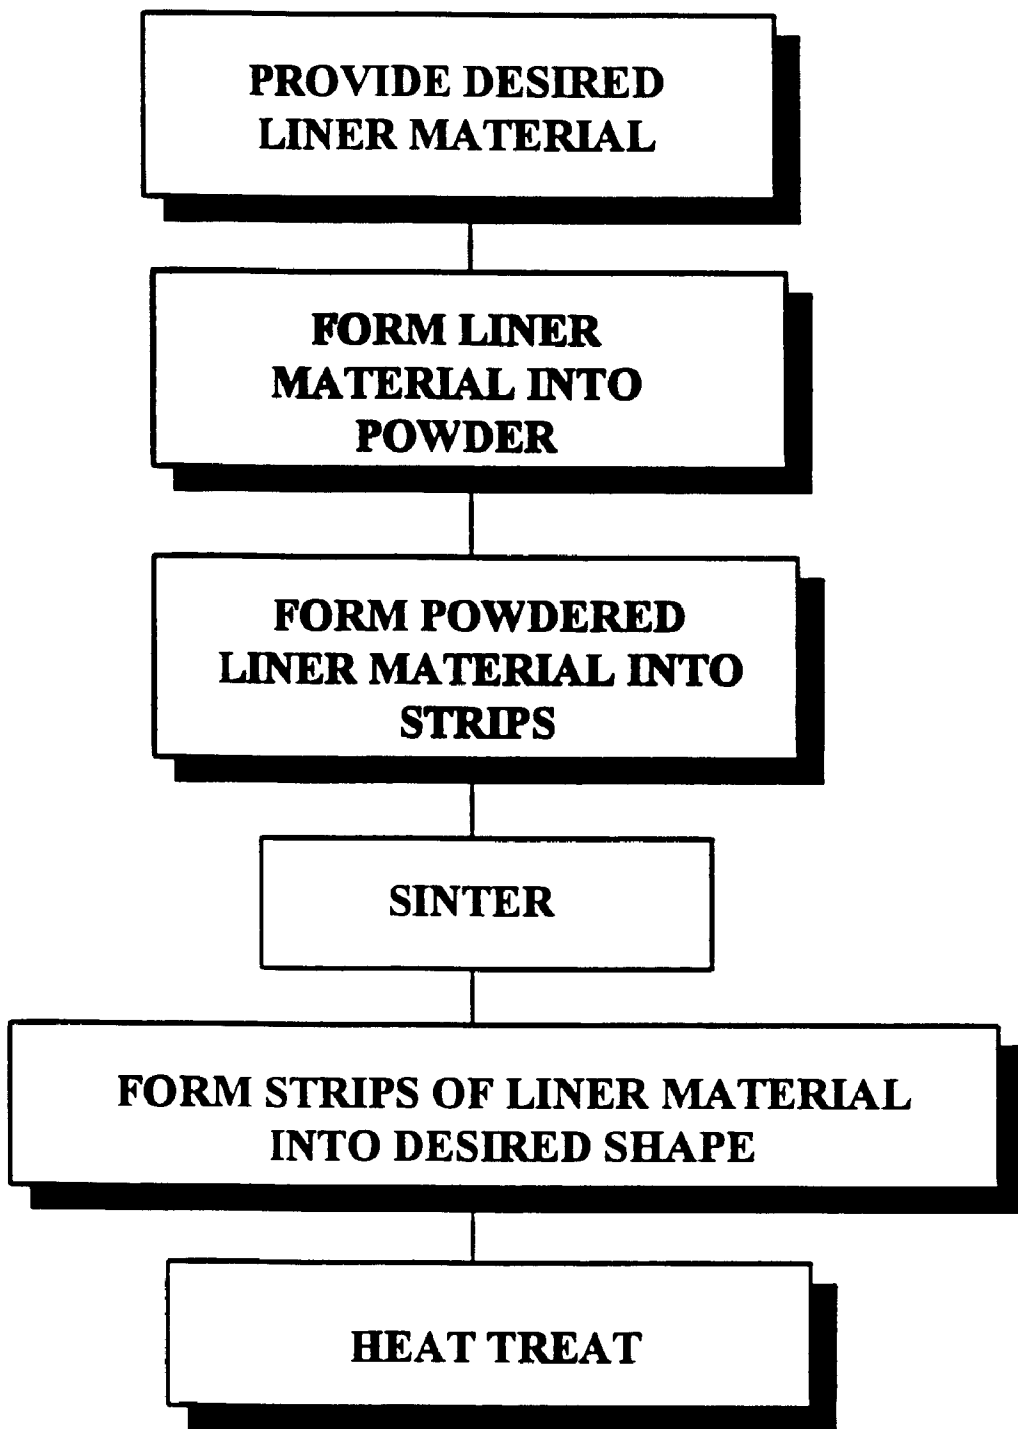 PROVIDE DESIRED
LINER MATERIAL
FORM LINER
MATERIAL INTO
POWDER
FORM POWDERED
LINER MATERIAL INTO
STRIPS
SINTER
FORM STRIPS OF LINER MATERIAL
INTO DESIRED SHAPE
HEAT TREAT